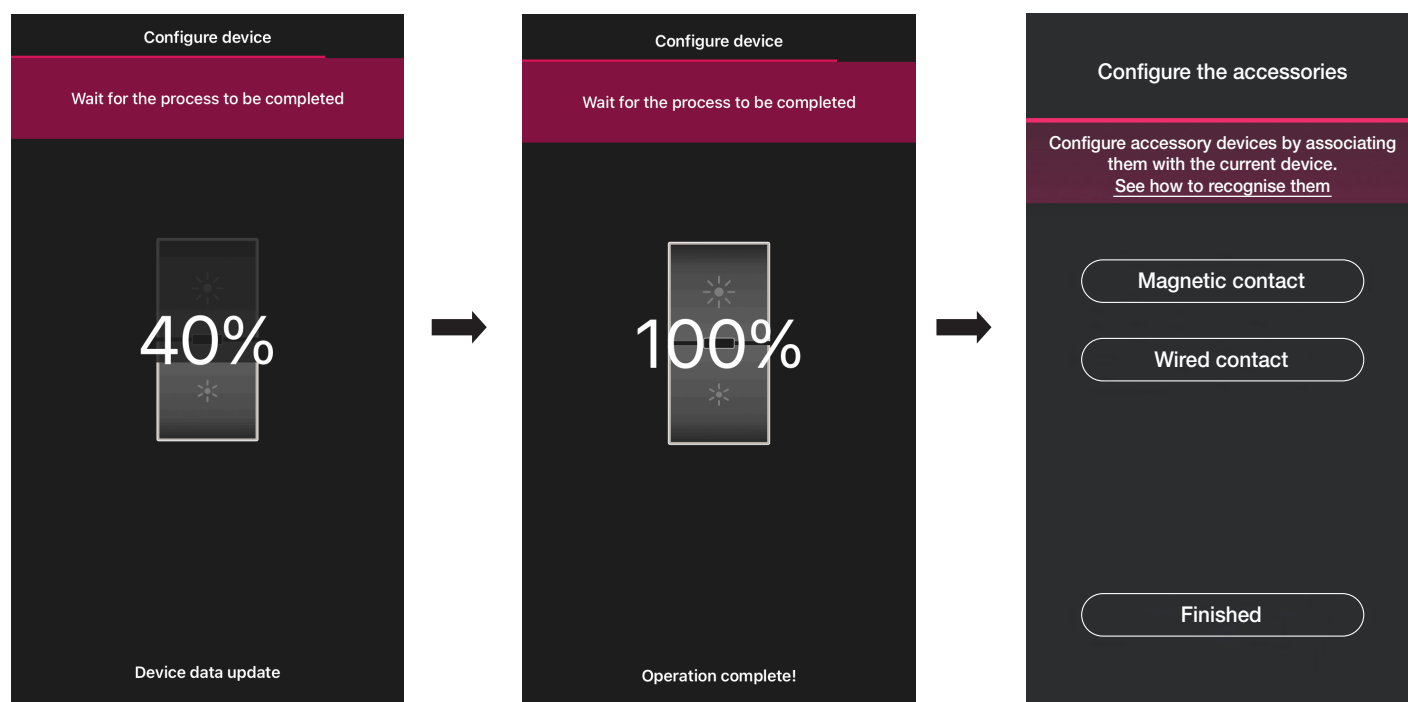 Configure device
Wait for the process to be completed
40%
Device data update
Configure device
Wait for the process to be completed
100%
Operation complete!
Configure the accessories
Configure accessory devices by associating
them with the current device.
See how to recognise them
Magnetic contact
Wired contact
Finished